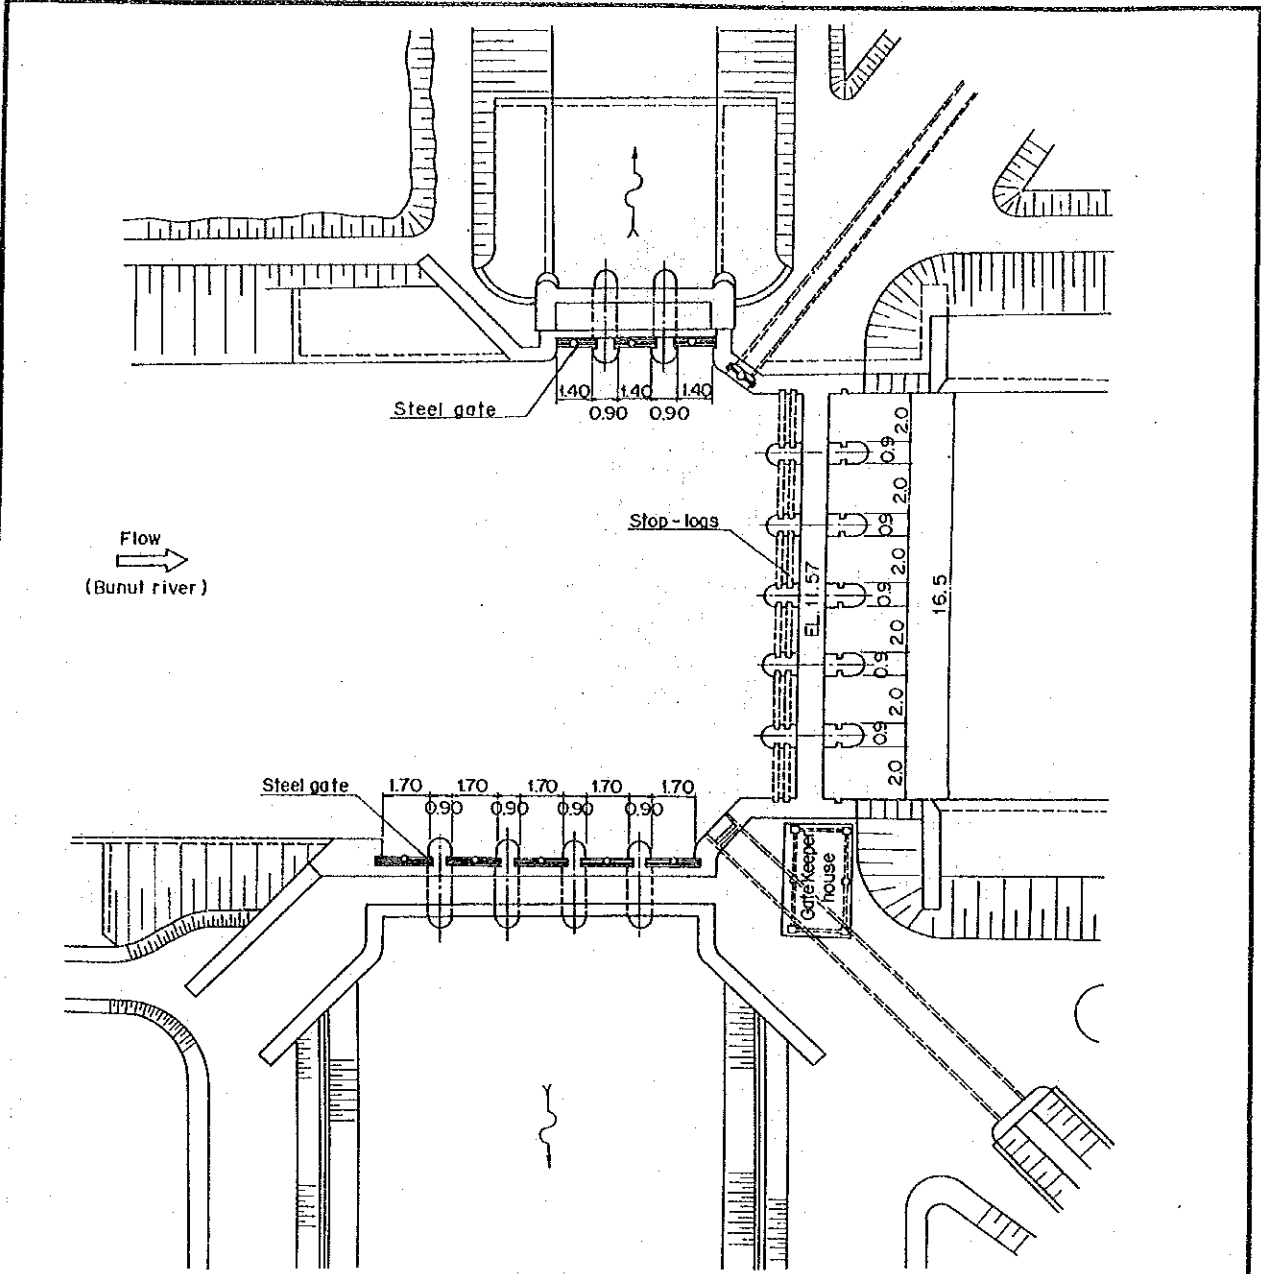 1.40 1.40 1.40
Steel gate
0.90 0.90
2.0
0.9
2.0
Stop-logs
0.9
Flow
2.0
(Bunut river)
EL. 11.57
0.9
16.5
2.0
0.9
2.0
0.9
2.0
Steel gate
1.70 1.70 1.70 1.70 1.70
0.90 0.90 0.90 0.90
Gate Keeper
house